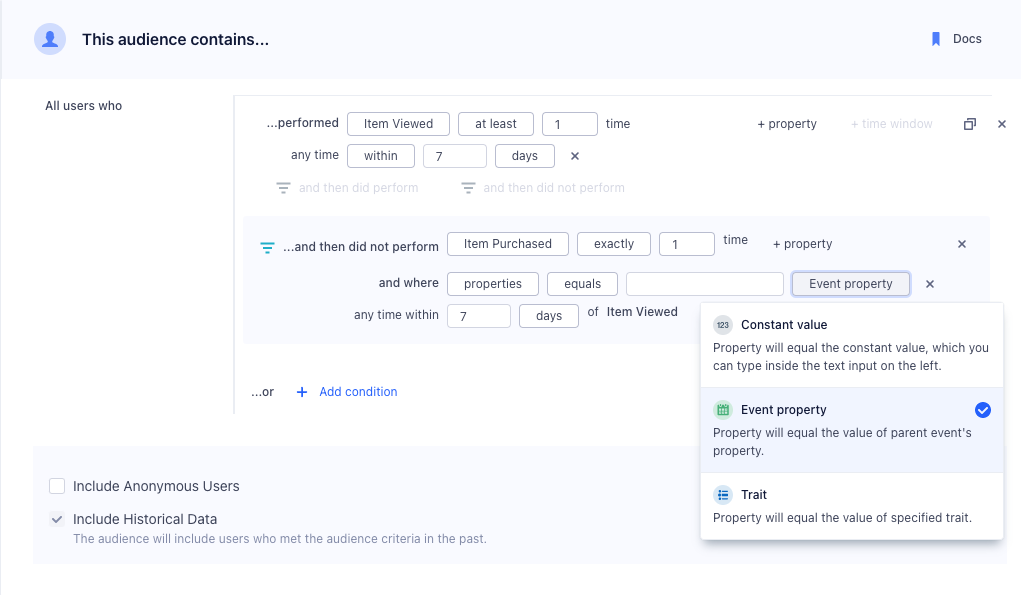 This audience contains...
Docs
All users who
...performed Item Viewed at least 1 time + property + time window
any time within 7 days
and then did perform and then did not perform
...and then did not perform Item Purchased exactly 1 time + property
and where properties equals Event property
any time within 7 days of Item Viewed
123 Constant value
Property will equal the constant value, which you
can type inside the text input on the left.
Event property
Property will equal the value of parent event's
property.
Trait
Property will equal the value of specified trait.
...or + Add condition
Include Anonymous Users
Include Historical Data
The audience will include users who met the audience criteria in the past.